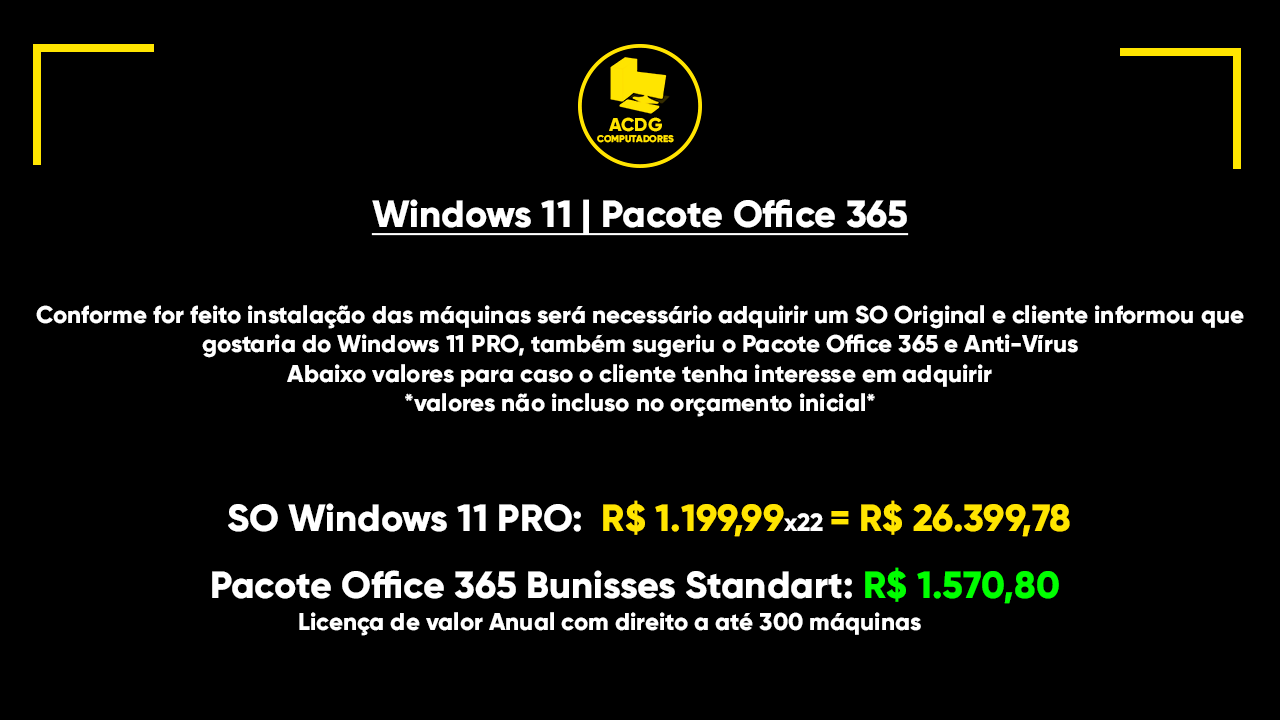 ACDG
COMPUTADORES
Windows 11 | Pacote Office 365
Conforme for feito instalação das máquinas será necessário adquirir um SO Original e cliente informou que
gostaria do Windows 11 PRO, também sugeriu o Pacote Office 365 e Anti-Vírus
Abaixo valores para caso o cliente tenha interesse em adquirir
*valores não incluso no orçamento inicial*
SO Windows 11 PRO: R$ 1.199,99x22 = R$ 26.399,78
Pacote Office 365 Bunisses Standart: R$ 1.570,80
Licença de valor Anual com direito a até 300 máquinas